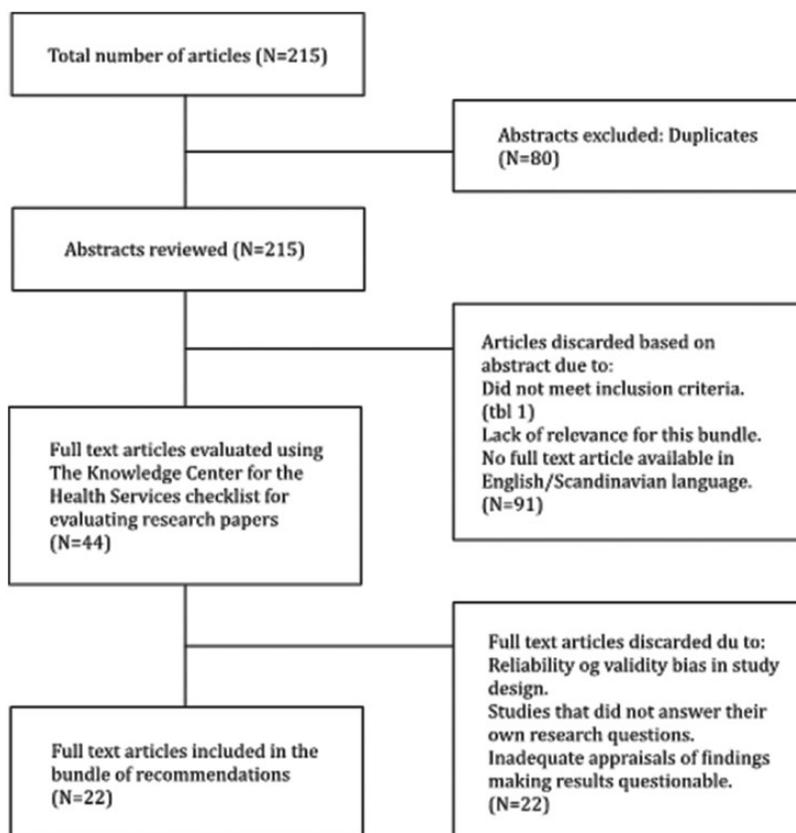 Total number of articles (N=215)
Abstracts excluded: Duplicates
(N=80)
Abstracts reviewed (N=215)
Articles discarded based on
abstract due to:
Did not meet inclusion criteria.
(tbl 1)
Lack of relevance for this bundle.
No full text article available in
English/Scandinavian language.
(N=91)
Full text articles evaluated using
The Knowledge Center for the
Health Services checklist for
evaluating research papers
(N=44)
Full text articles discarded du to:
Reliability og validity bias in study
design.
Studies that did not answer their
own research questions.
Inadequate appraisals of findings
making results questionable.
(N=22)
Full text articles included in the
bundle of recommendations
(N=22)